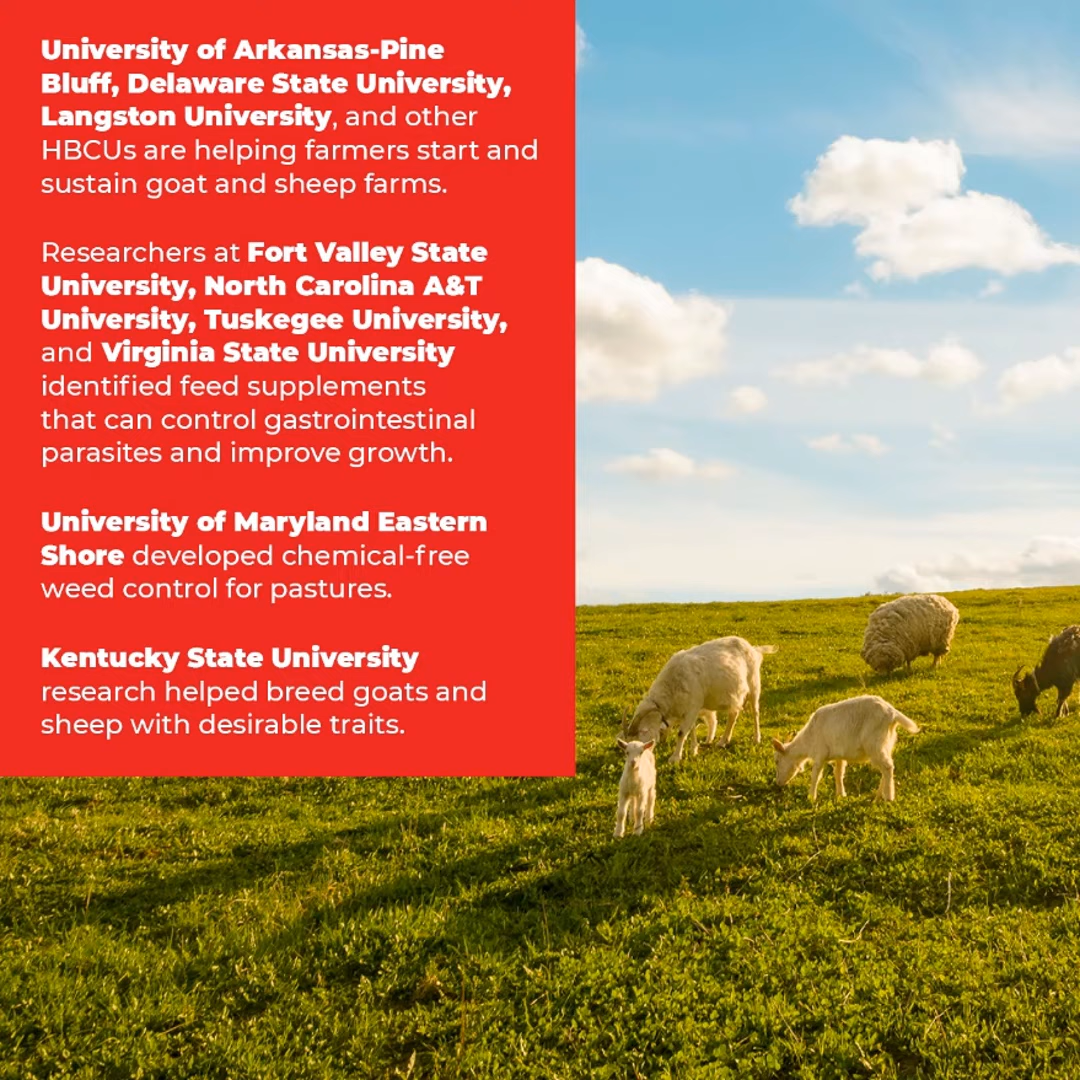 University of Arkansas-Pine
Bluff, Delaware State University,
Langston University, and other
HBCUs are helping farmers start and
sustain goat and sheep farms.
Researchers at Fort Valley State
University, North Carolina A&T
University, Tuskegee University,
and Virginia State University
identified feed supplements
that can control gastrointestinal
parasites and improve growth.
University of Maryland Eastern
Shore developed chemical-free
weed control for pastures.
Kentucky State University
research helped breed goats and
sheep with desirable traits.